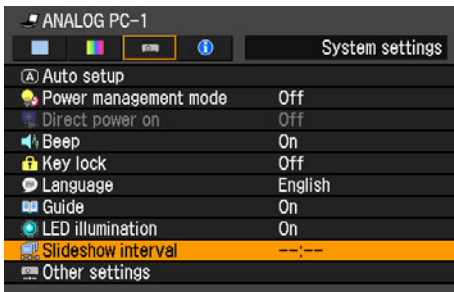 ANALOG PC-1
System settings
Auto setup
Power management mode Off
Direct power on Off
Beep On
Key lock Off
Language English
Guide On
LED illumination On
Slideshow interval --:--
Other settings